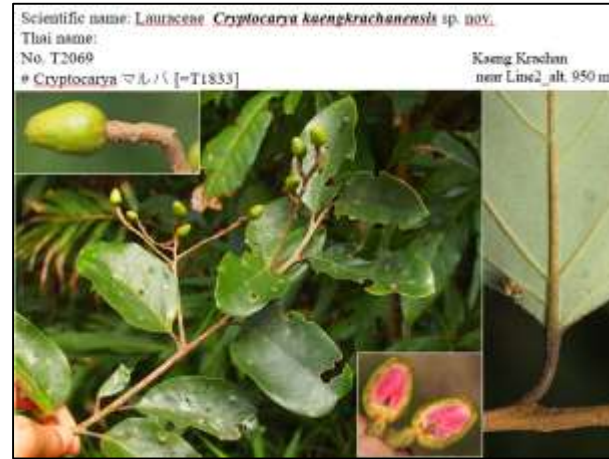 Scientific name: Lauraceae Cryptocarya kaengkrachanensis sp. nov.
Thai name:
No. T2069
Kaeng Krachan
# Cryptocarya マルバ [=T1833]
near Line2_alt. 950 m